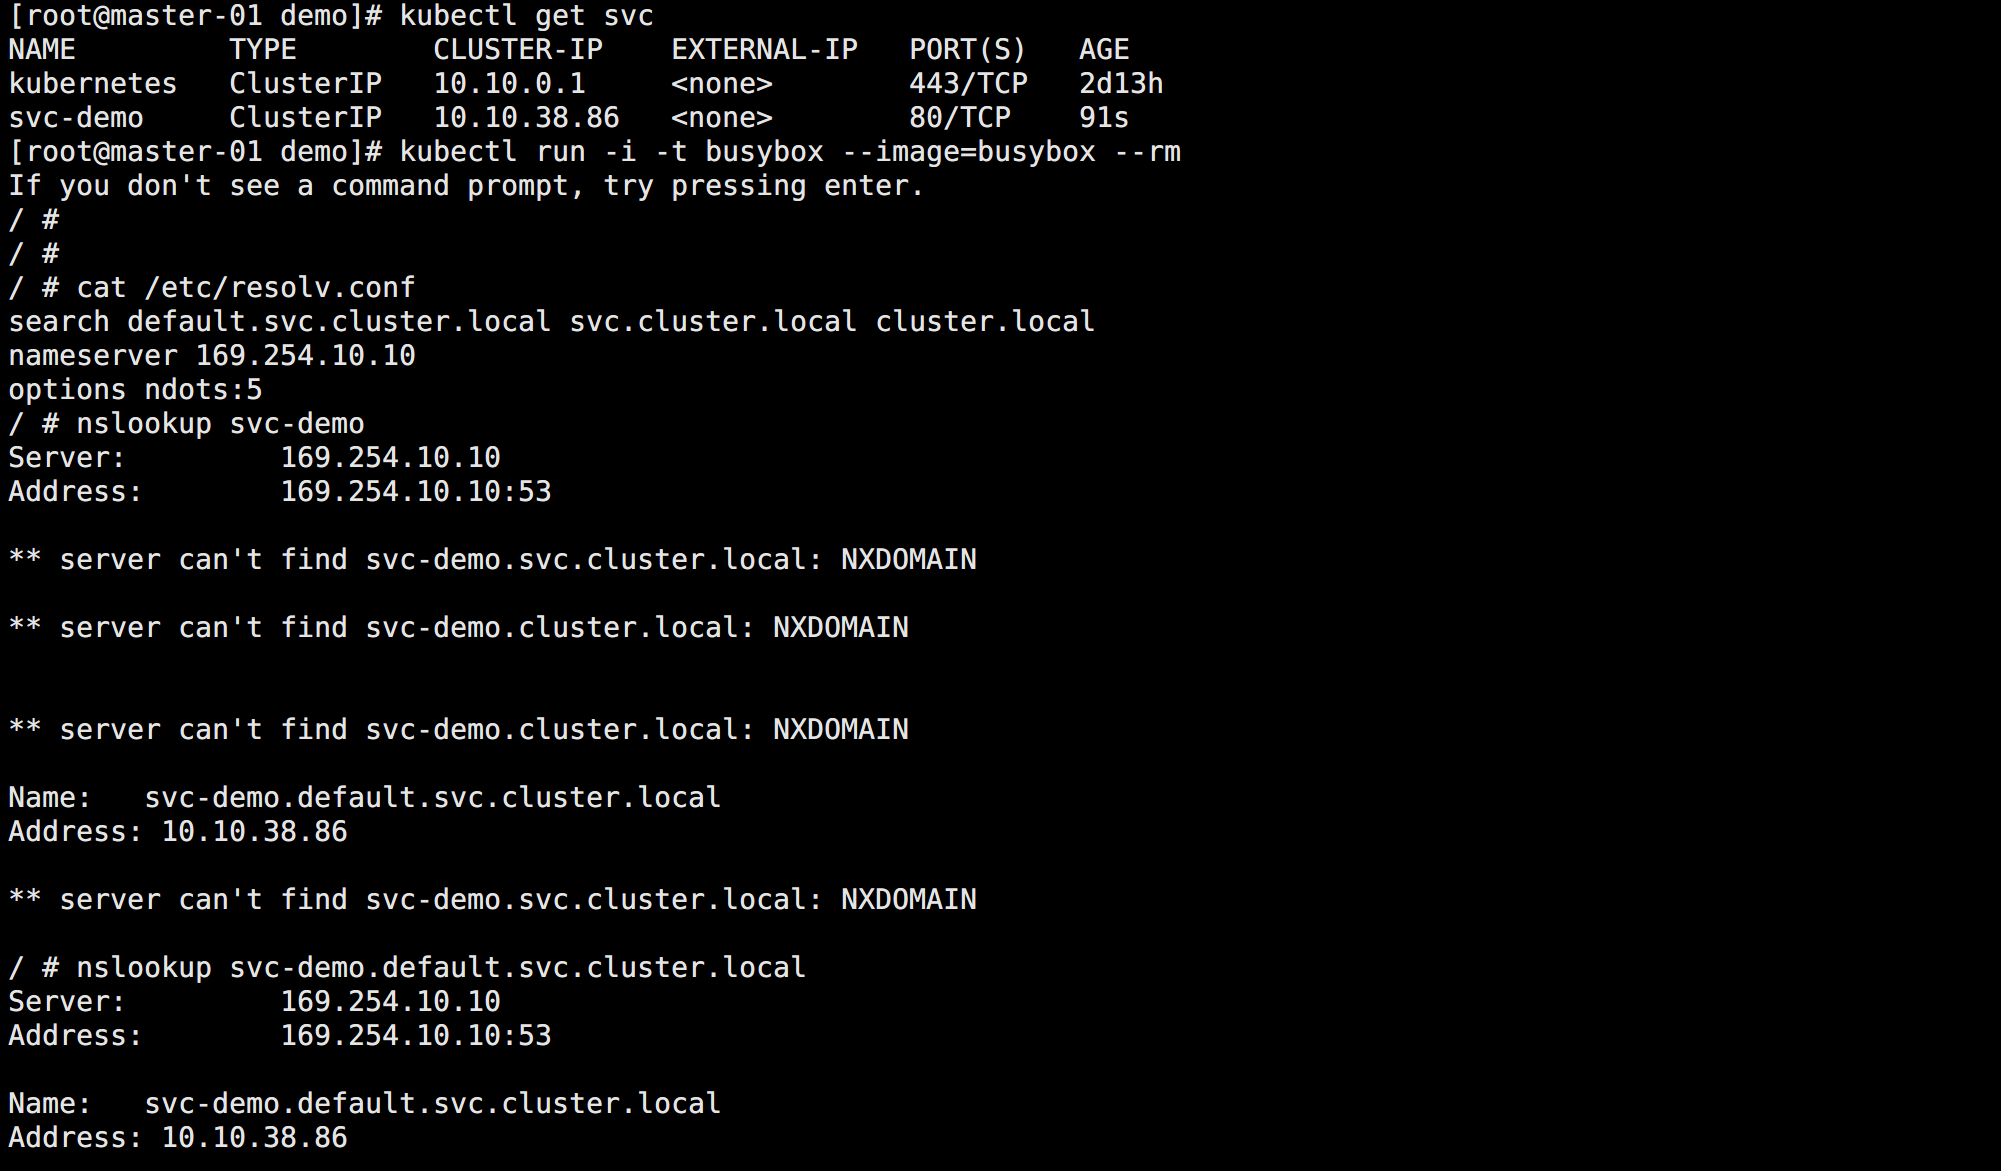 [root@master-01 demo]# kubectl get svc
NAME         TYPE        CLUSTER-IP    EXTERNAL-IP   PORT(S)   AGE
kubernetes   ClusterIP   10.10.0.1     <none>        443/TCP   2d13h
svc-demo     ClusterIP   10.10.38.86   <none>        80/TCP    91s
[root@master-01 demo]# kubectl run -i -t busybox --image=busybox --rm
If you don't see a command prompt, try pressing enter.
/ #
/ #
/ # cat /etc/resolv.conf
search default.svc.cluster.local svc.cluster.local cluster.local
nameserver 169.254.10.10
options ndots:5
/ # nslookup svc-demo
Server:         169.254.10.10
Address:        169.254.10.10:53
** server can't find svc-demo.svc.cluster.local: NXDOMAIN
** server can't find svc-demo.cluster.local: NXDOMAIN
** server can't find svc-demo.cluster.local: NXDOMAIN
Name:   svc-demo.default.svc.cluster.local
Address: 10.10.38.86
** server can't find svc-demo.svc.cluster.local: NXDOMAIN
/ # nslookup svc-demo.default.svc.cluster.local
Server:         169.254.10.10
Address:        169.254.10.10:53
Name:   svc-demo.default.svc.cluster.local
Address: 10.10.38.86